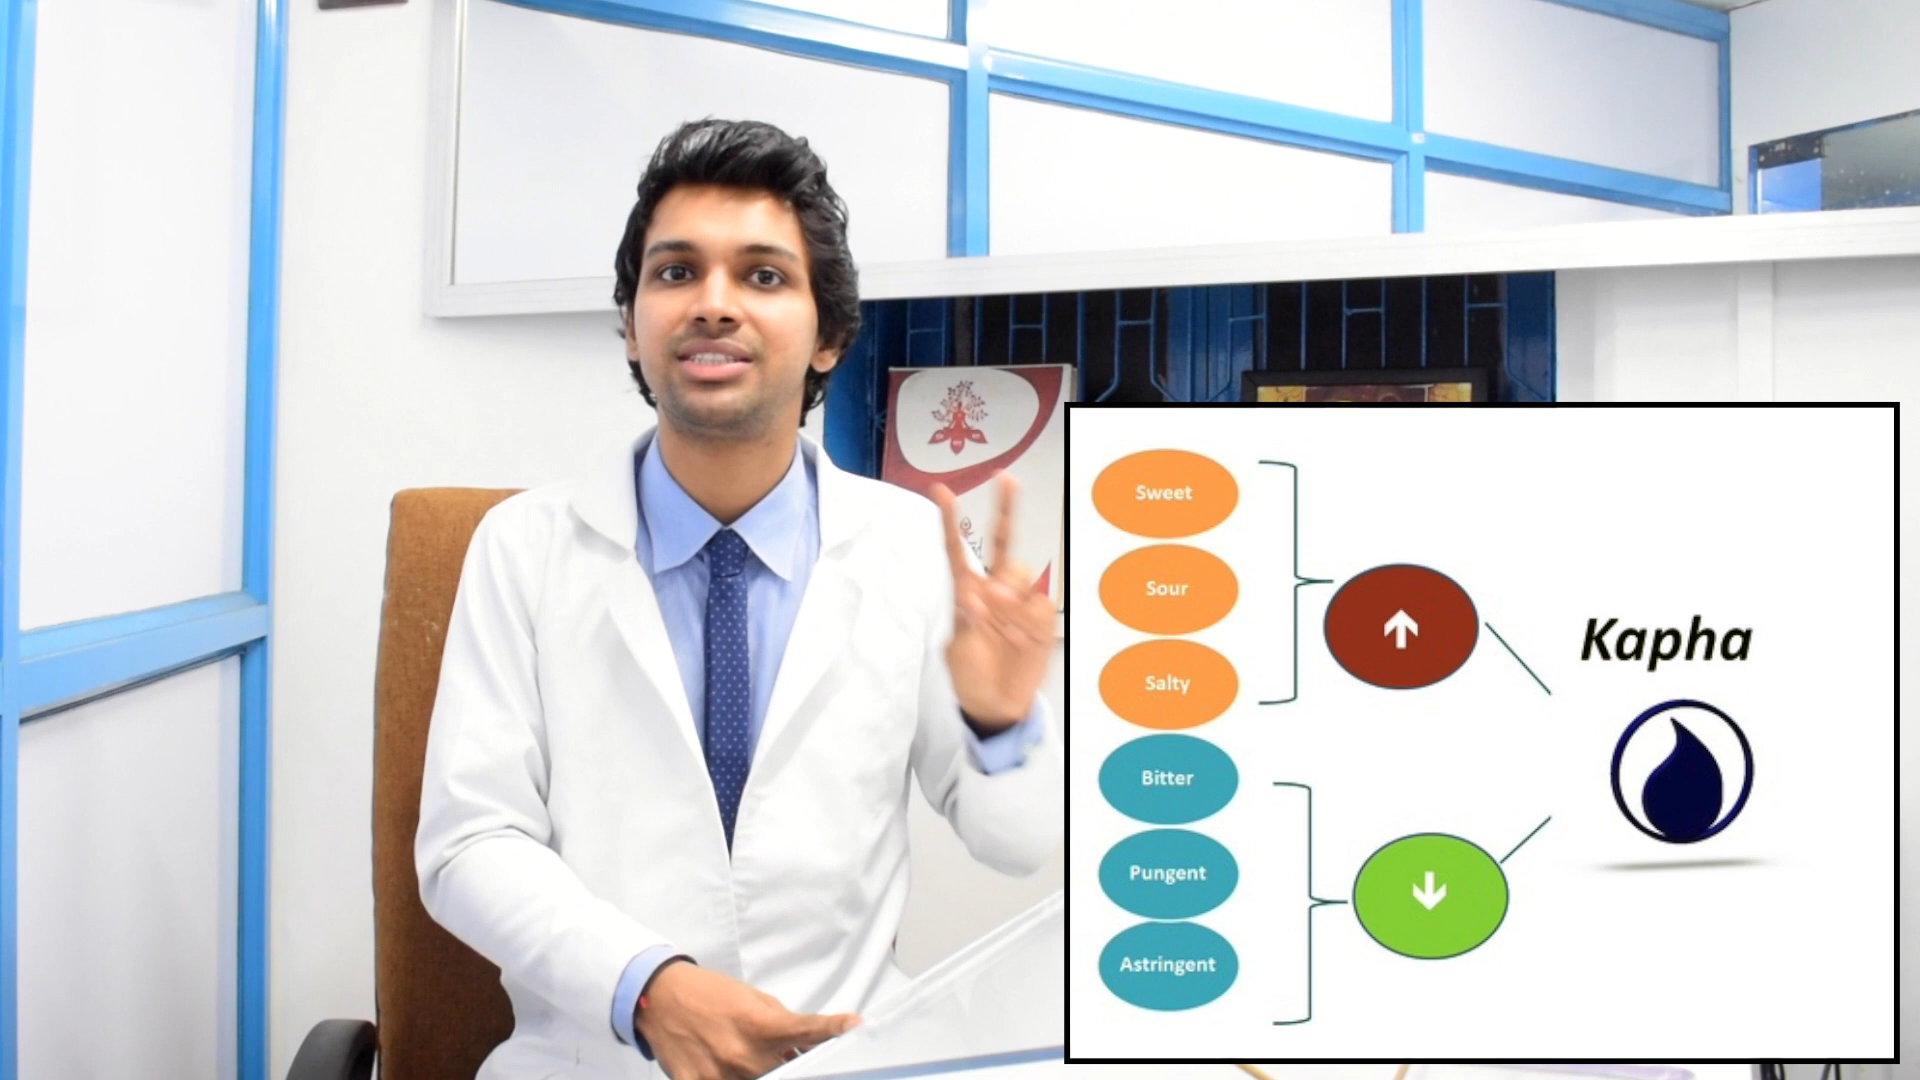 Sweet
Sour
Salty
Bitter
Pungent
Astringent
Kapha